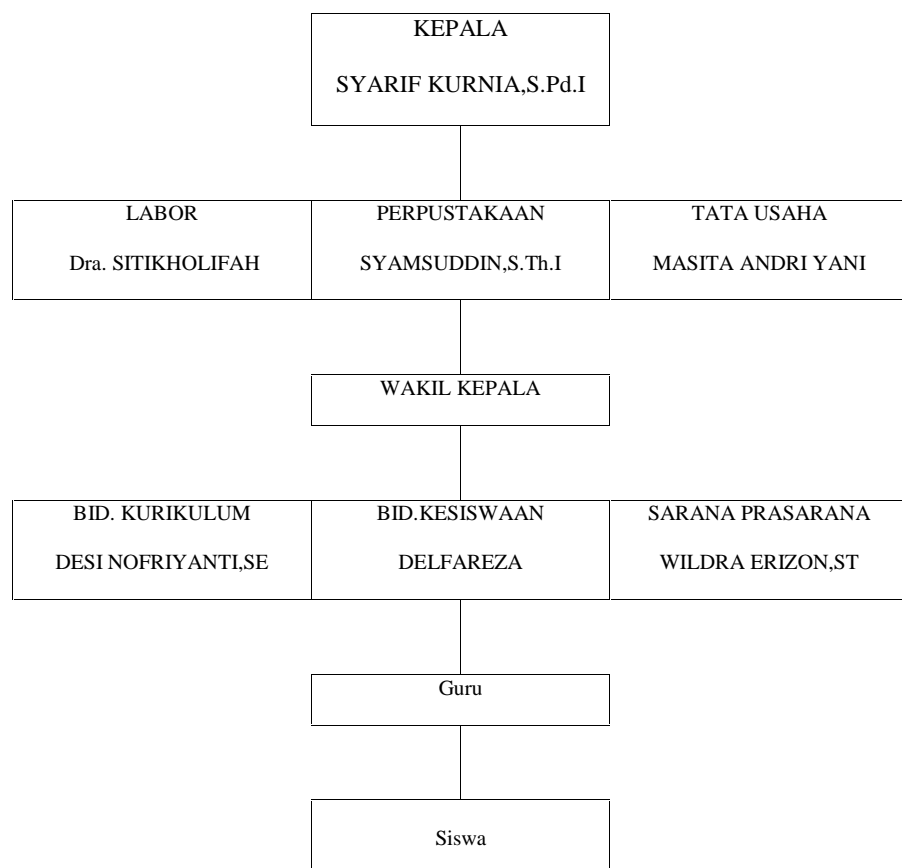 KEPALA
SYARIF KURNIA,S.Pd.I
LABOR
Dra. SITIKHOLIFAH
PERPUSTAKAAN
SYAMSUDDIN,S.Th.I
TATA USAHA
MASITA ANDRI YANI
WAKIL KEPALA
BID. KURIKULUM
DESI NOFRIYANTI,SE
BID.KESISWAAN
DELFAREZA
SARANA PRASARANA
WILDRA ERIZON,ST
Guru
Siswa